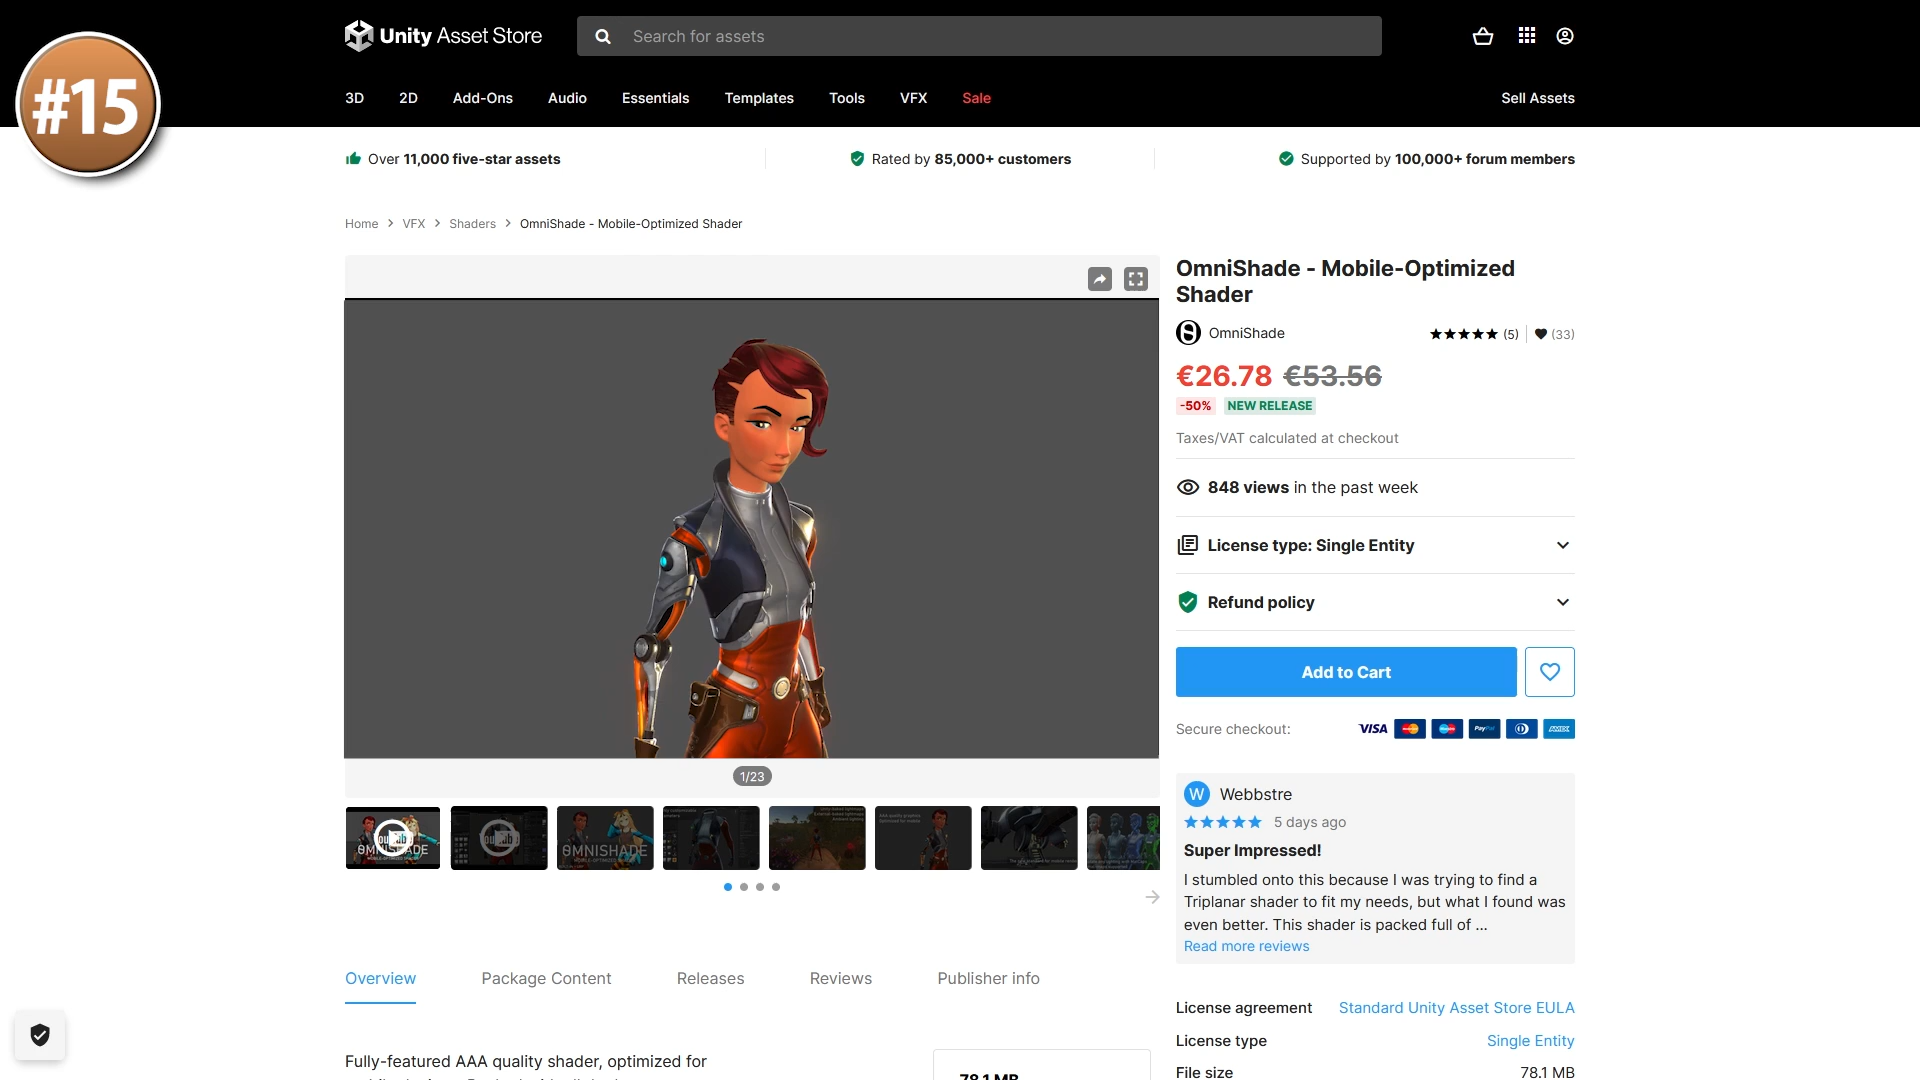 #15
Unity Asset Store
Search for assets
3D 2D Add-Ons Audio Essentials Templates Tools VFX Sale Sell Assets
Over 11,000 five-star assets
Rated by 85,000+ customers
Supported by 100,000+ forum members
Home > VFX > Shaders > OmniShade - Mobile-Optimized Shader
OmniShade - Mobile-Optimized
Shader
OmniShade
(5)
(33)
€26.78 €53.56
-50% NEW RELEASE
Taxes/VAT calculated at checkout
848 views in the past week
License type: Single Entity
Refund policy
Add to Cart
Secure checkout:
VISA
PayPal
AMEX
1/23
OMNISHADE
OMNISHADE
W Webbstre
5 days ago
Super Impressed!
I stumbled onto this because I was trying to find a
Triplanar shader to fit my needs, but what I found was
even better. This shader is packed full of ...
Read more reviews
Overview Package Content Releases Reviews Publisher info
License agreement Standard Unity Asset Store EULA
License type Single Entity
File size 78.1 MB
Fully-featured AAA quality shader, optimized for
78.1 MB